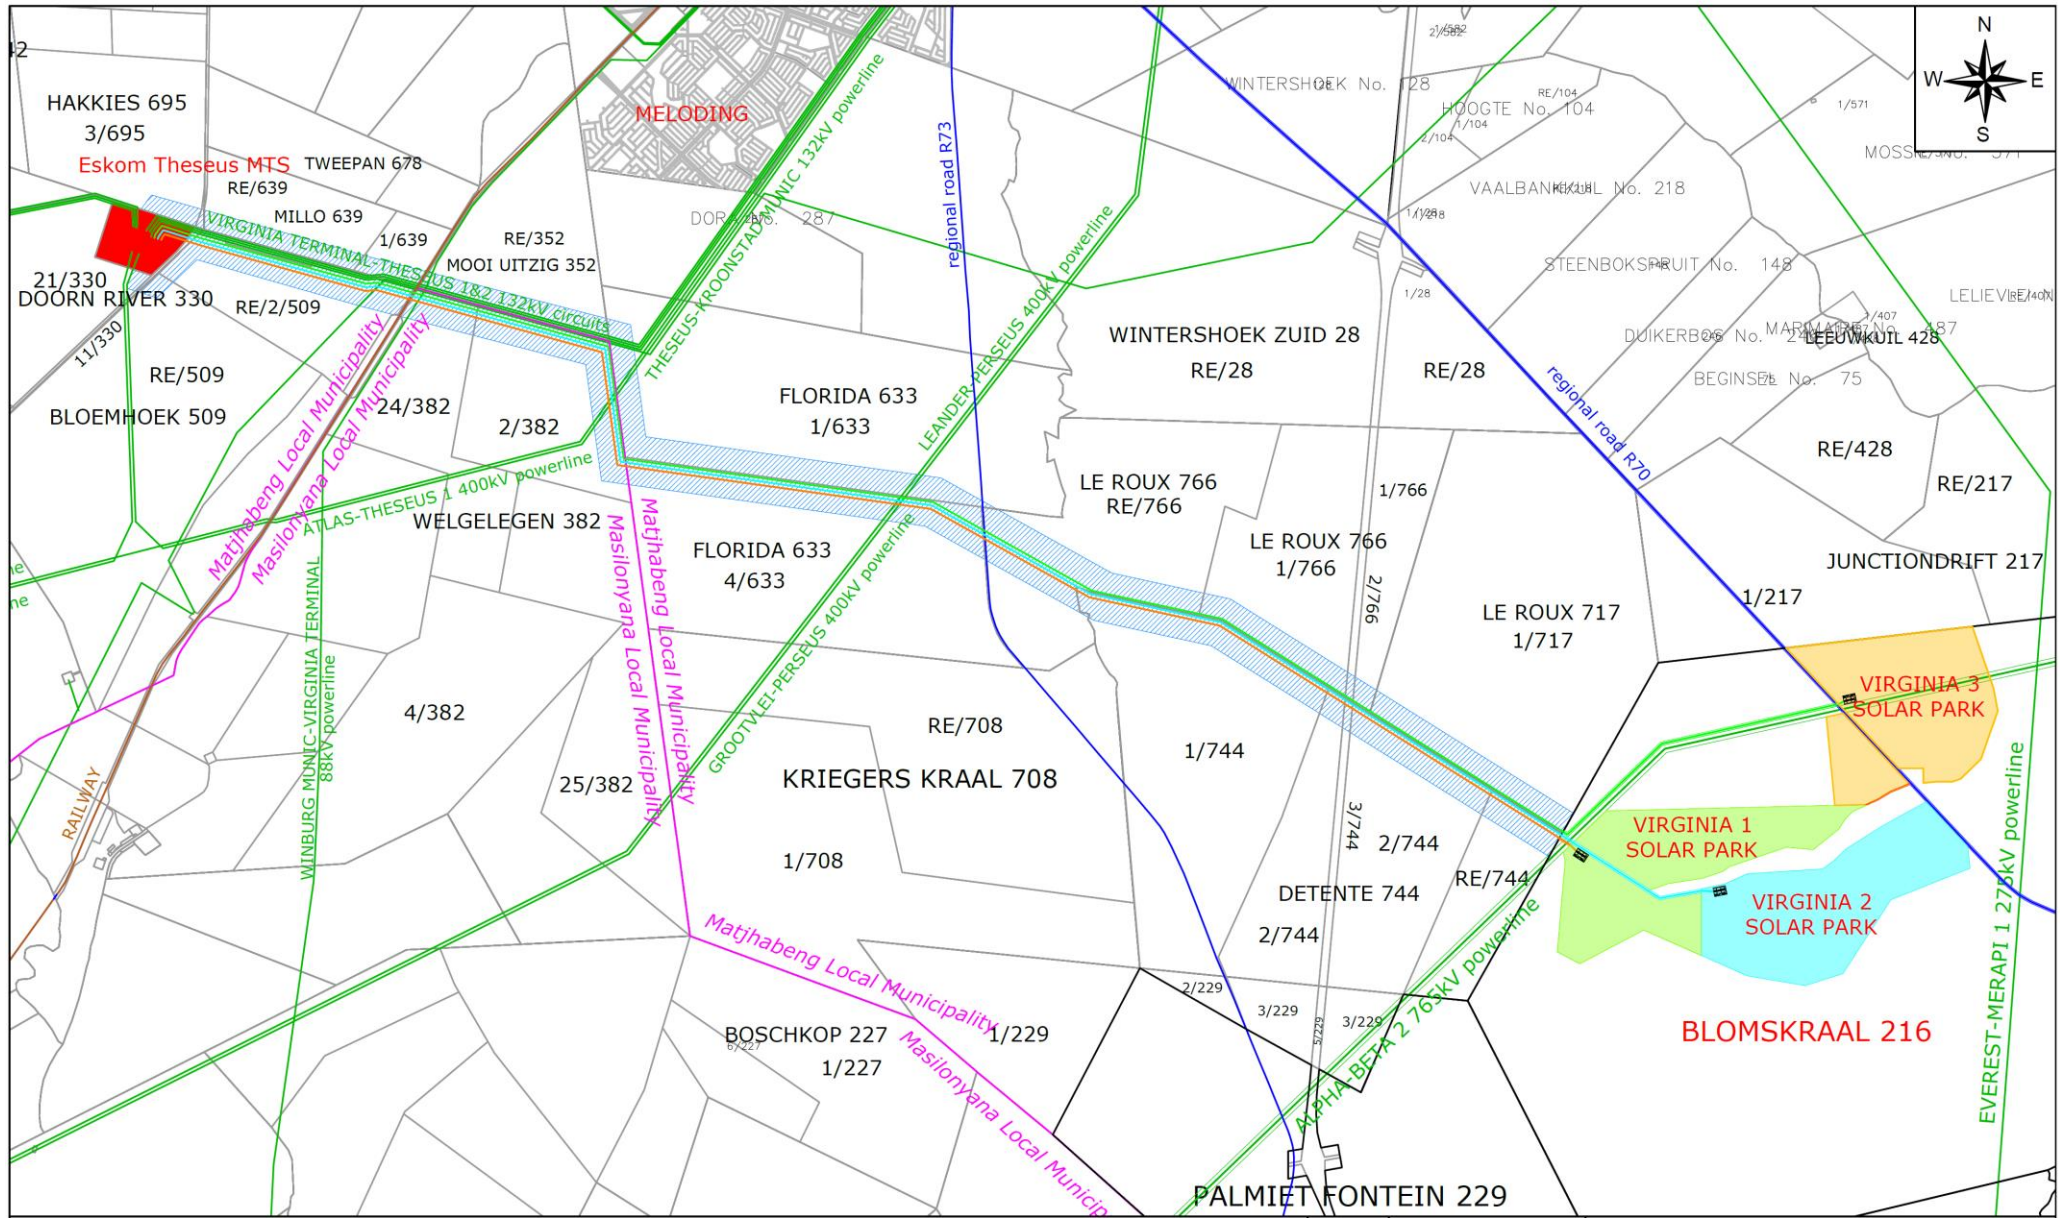 N
W E
S
HAKKIES 695
3/695
Eskom Theseus MTS
TWEEPAN 678
RE/639
MILLO 639
1/639
MELODING
RE/352
MOOI UITZIG 352
VIRGINIA TERMINAL-THESEUS 1&2 132kV circuits
THESEUS-KROONSTAD MUNIC 132kV powerline
regional road R73
2/582
WINTERSHOEK No. 128
RE/104
HOOGTE No. 104
1/104
2/104
1/571
VAALBANKKUIL No. 218
STEENBOKSPRUIT No. 148
1/28
1/407
DUIKERBOS No.
BEGINSEL No. 75
LEEUWKUIL 428
21/330
DOORN RIVER 330
11/330
RE/2/509
RE/509
BLOEMHOEK 509
Matjhabeng Local Municipality
Masilonyana Local Municipality
24/382
2/382
FLORIDA 633
1/633
LEANDER-PERSEUS 400kV powerline
WINTERSHOEK ZUID 28
RE/28
RE/28
regional road R70
RE/428
RE/217
ATLAS-THESEUS 1 400kV powerline
WELGELEGEN 382
FLORIDA 633
4/633
LE ROUX 766
RE/766
1/766
LE ROUX 766
1/766
2/766
LE ROUX 717
1/717
JUNCTIONDRIFT 217
1/217
Matjhabeng Local Municipality
Masilonyana Local Municipality
GROOTVLEI-PERSEUS 400kV powerline
WINBURG MUNIC-VIRGINIA TERMINAL
88kV powerline
RAILWAY
4/382
25/382
RE/708
KRIEGERS KRAAL 708
1/708
1/744
3/744
2/744
RE/744
DETENTE 744
2/744
VIRGINIA 3
SOLAR PARK
VIRGINIA 1
SOLAR PARK
VIRGINIA 2
SOLAR PARK
EVEREST-MERAPI 1 275kV powerline
ALPHA-BETA 2 765kV powerline
BLOMSKRAAL 216
Matjhabeng Local Municipality
Masilonyana Local Municip
2/229
3/229
5/229
3/229
BOSCHKOP 227
6/227
1/227
1/229
PALMIET FONTEIN 229